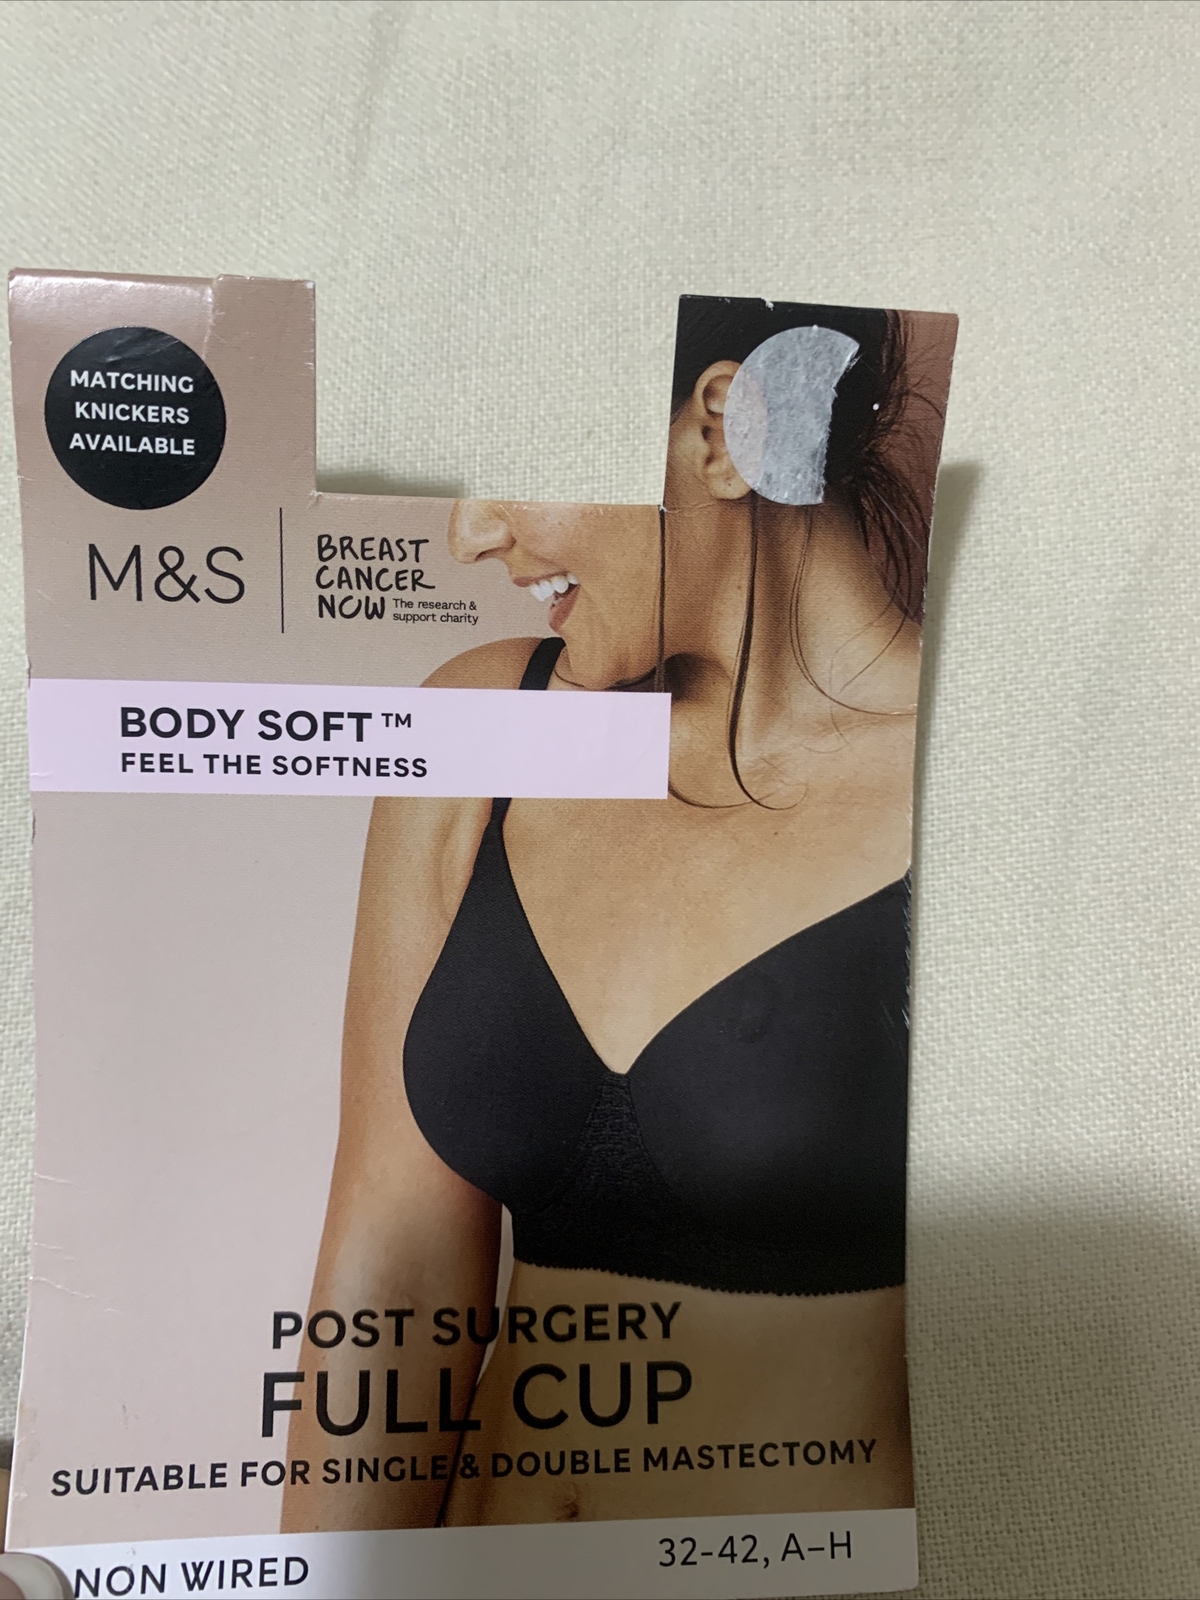 MATCHING
KNICKERS
AVAILABLE
M&S
BREAST
CANCER
NOW The research &
support charity
BODY SOFT™
FEEL THE SOFTNESS
POST SURGERY
FULL CUP
SUITABLE FOR SINGLE & DOUBLE MASTECTOMY
NON WIRED
32-42, A-H